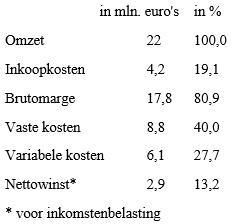 in mln. euro's in %
Omzet 22 100,0
Inkoopkosten 4,2 19,1
Brutomarge 17,8 80,9
Vaste kosten 8,8 40,0
Variabele kosten 6,1 27,7
Nettowinst* 2,9 13,2
* voor inkomstenbelasting